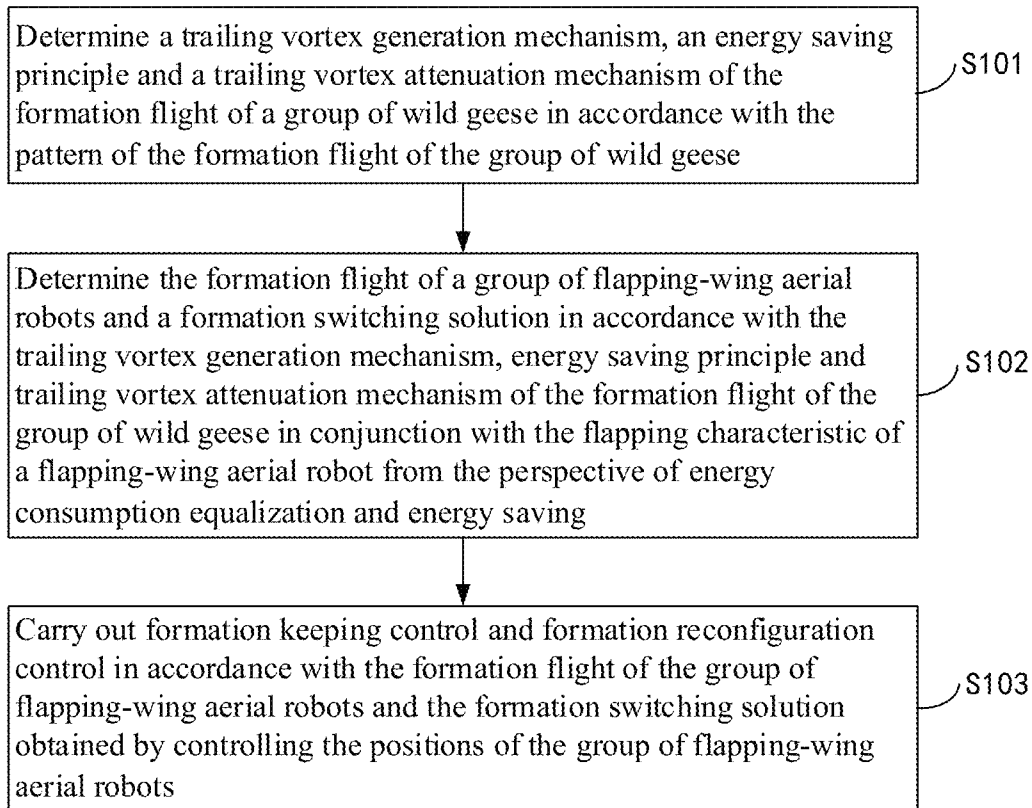 Determine a trailing vortex generation mechanism, an energy saving
principle and a trailing vortex attenuation mechanism of the
formation flight of a group of wild geese in accordance with the
pattern of the formation flight of the group of wild geese
S101
Determine the formation flight of a group of flapping-wing aerial
robots and a formation switching solution in accordance with the
trailing vortex generation mechanism, energy saving principle and
trailing vortex attenuation mechanism of the formation flight of the
group of wild geese in conjunction with the flapping characteristic of
a flapping-wing aerial robot from the perspective of energy
consumption equalization and energy saving
S102
Carry out formation keeping control and formation reconfiguration
control in accordance with the formation flight of the group of
flapping-wing aerial robots and the formation switching solution
obtained by controlling the positions of the group of flapping-wing
aerial robots
S103